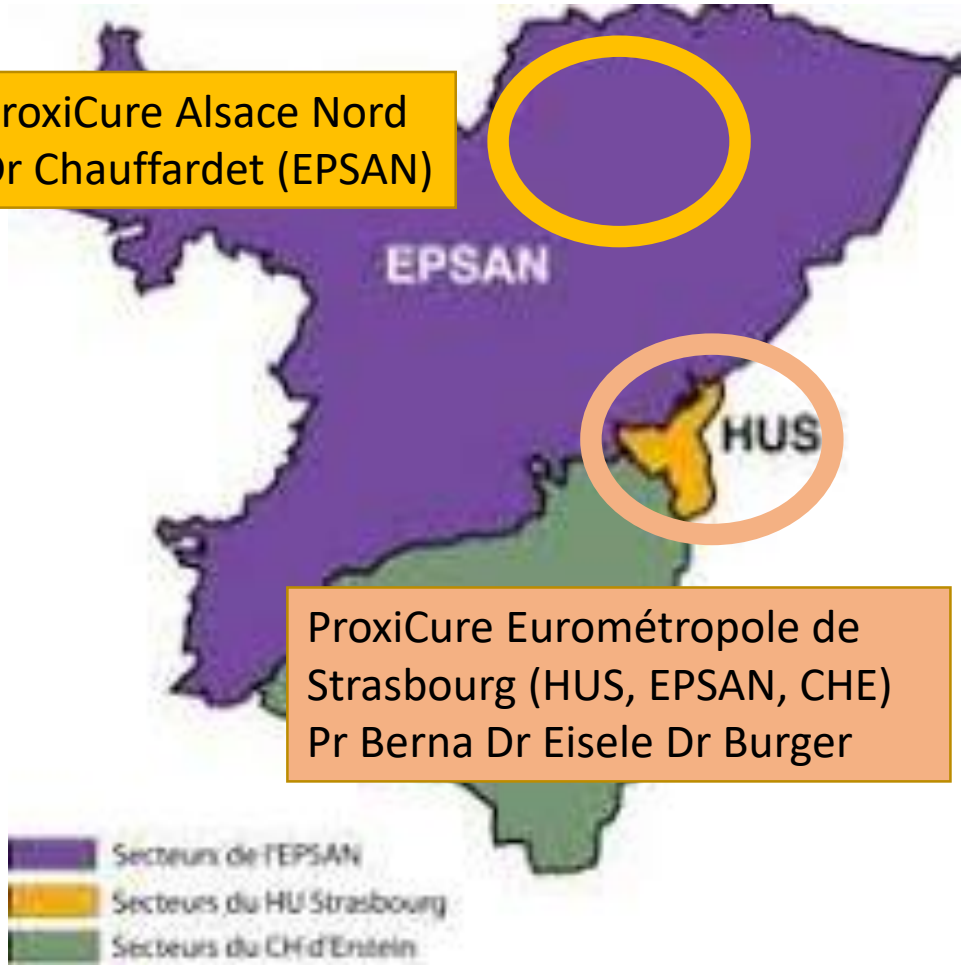 roxiCure Alsace Nord
Dr Chauffardet (EPSAN)
EPSAN
HUS
ProxiCure Eurométropole de
Strasbourg (HUS, EPSAN, CHE)
Pr Berna Dr Eisele Dr Burger
Secteurs de l'EPSAN
Secteurs du HU Strasbourg
Secteurs du CH d'Erstein